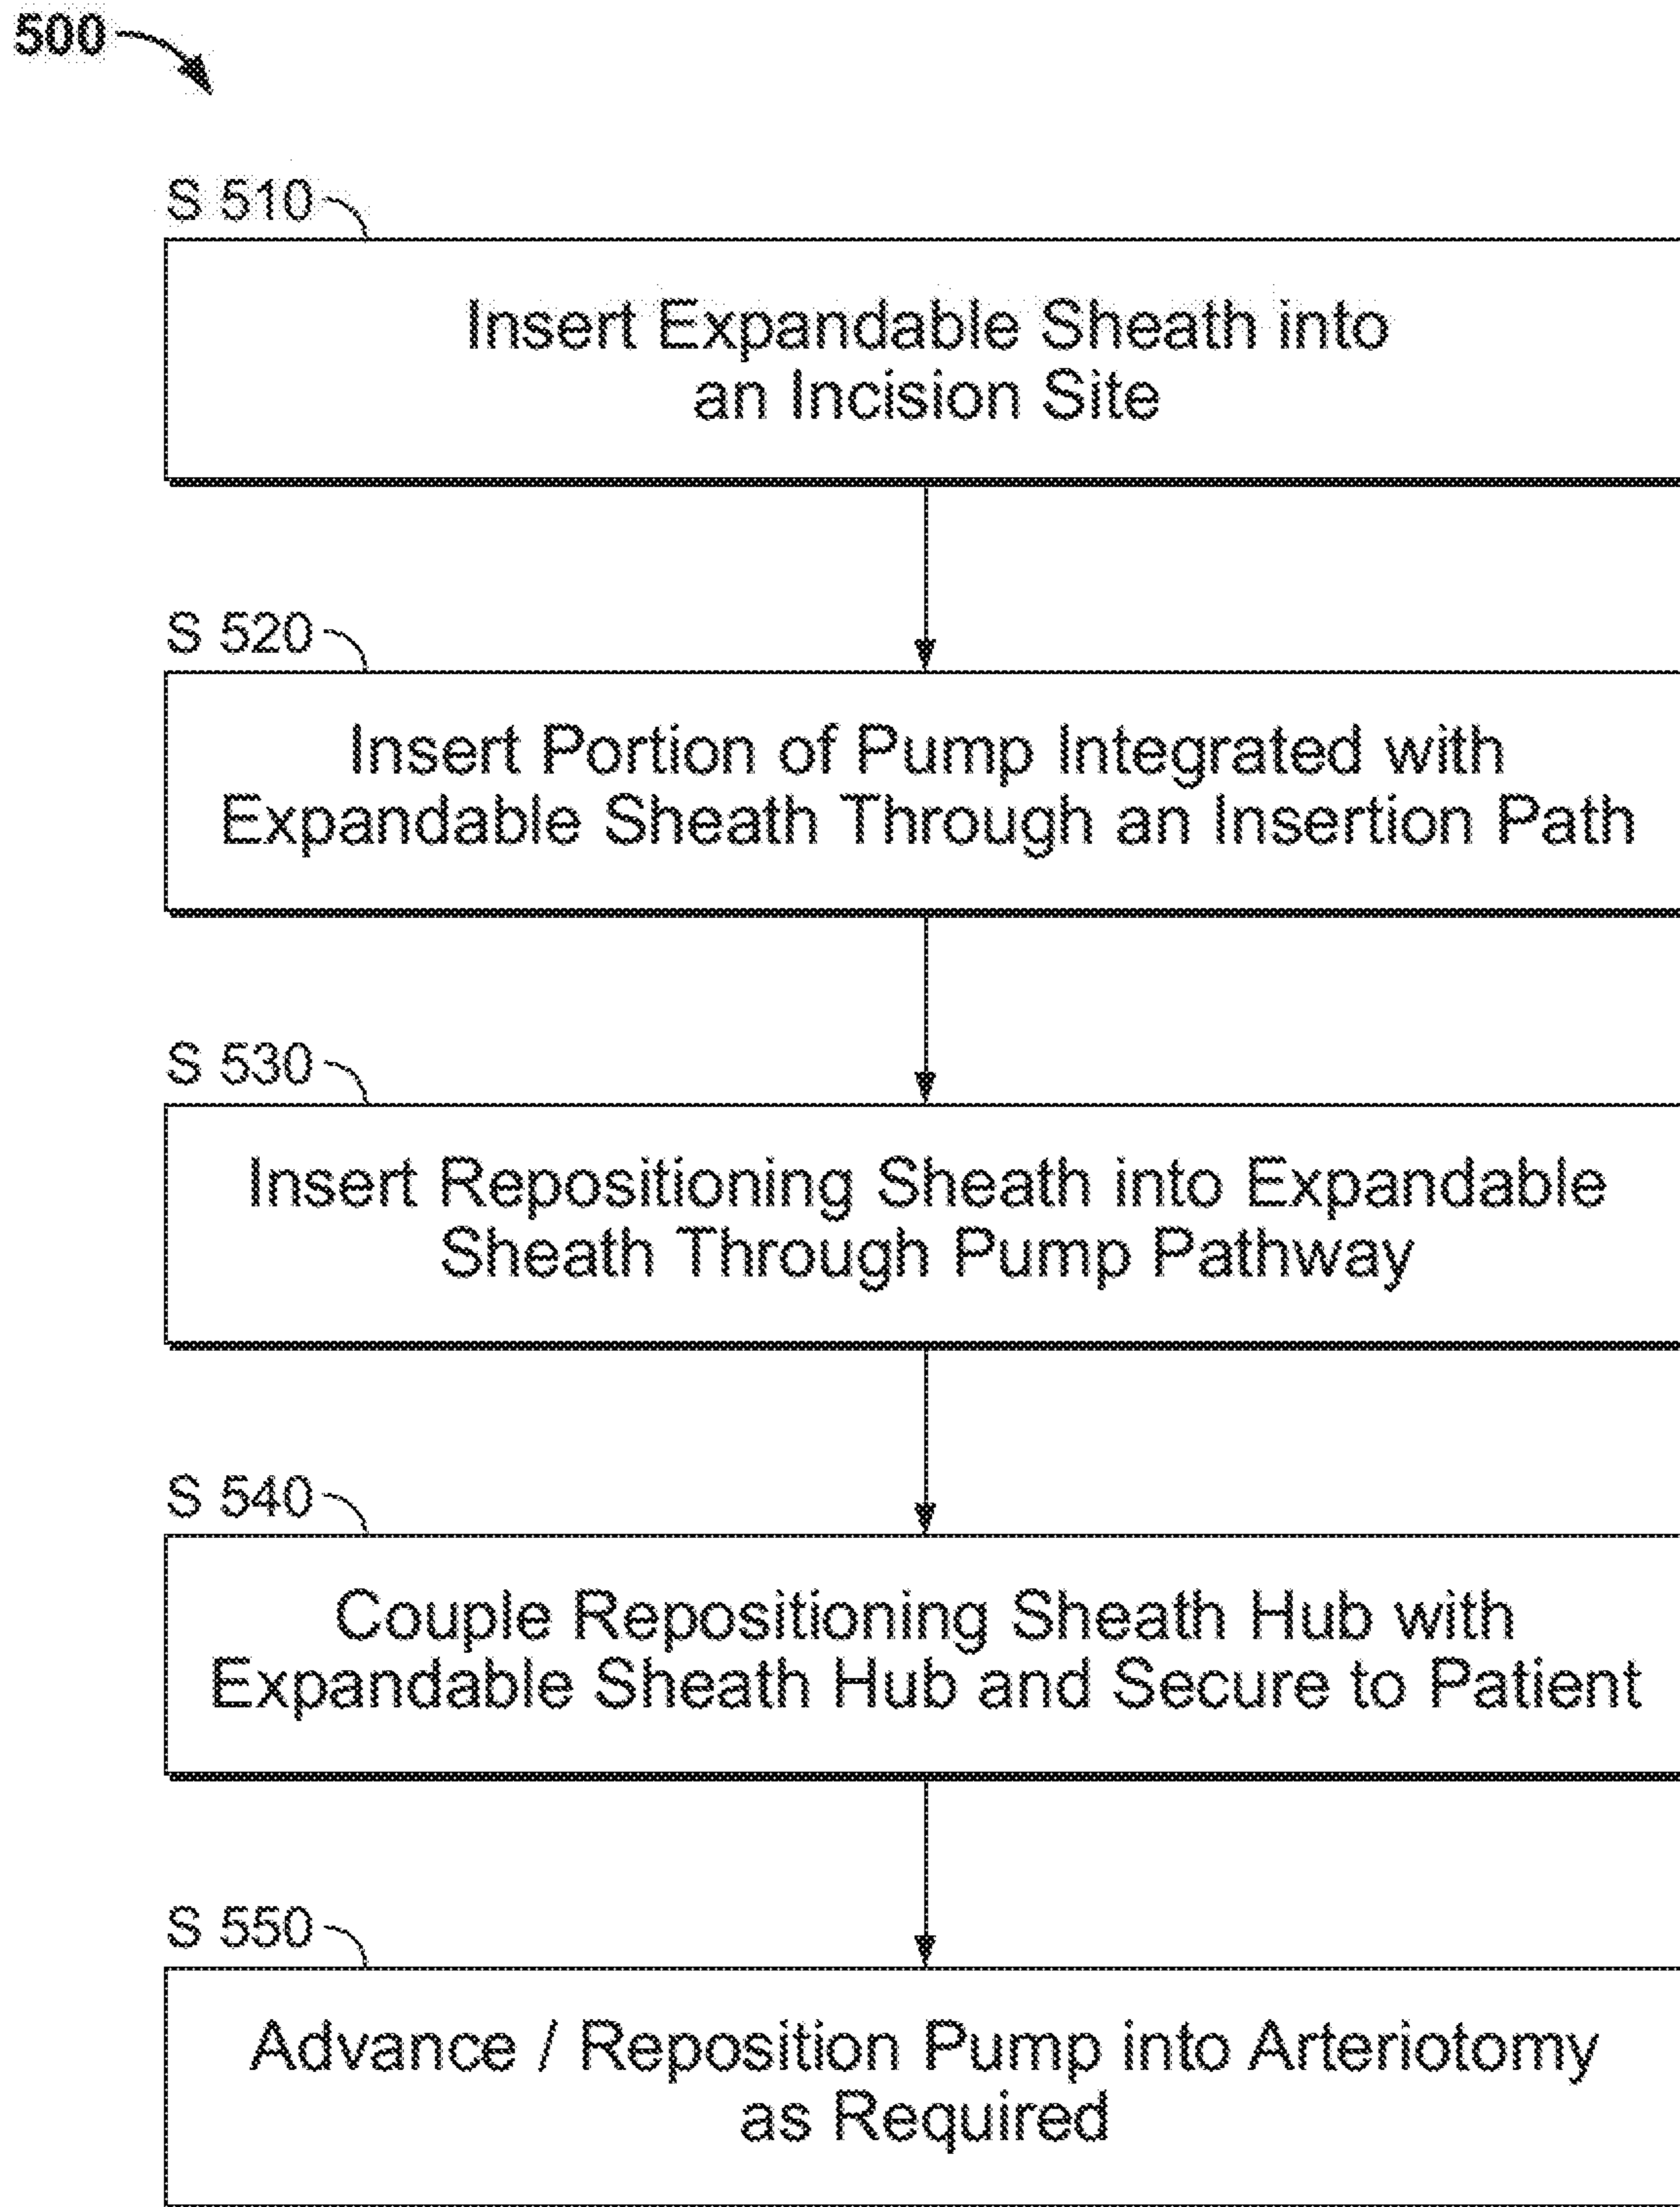 500
S 510
Insert Expandable Sheath into
an Incision Site
S 520
Insert Portion of Pump Integrated with
Expandable Sheath Through an Insertion Path
S 530
Insert Repositioning Sheath into Expandable
Sheath Through Pump Pathway
S 540
Couple Repositioning Sheath Hub with
Expandable Sheath Hub and Secure to Patient
S 550
Advance / Reposition Pump into Arteriotomy
as Required